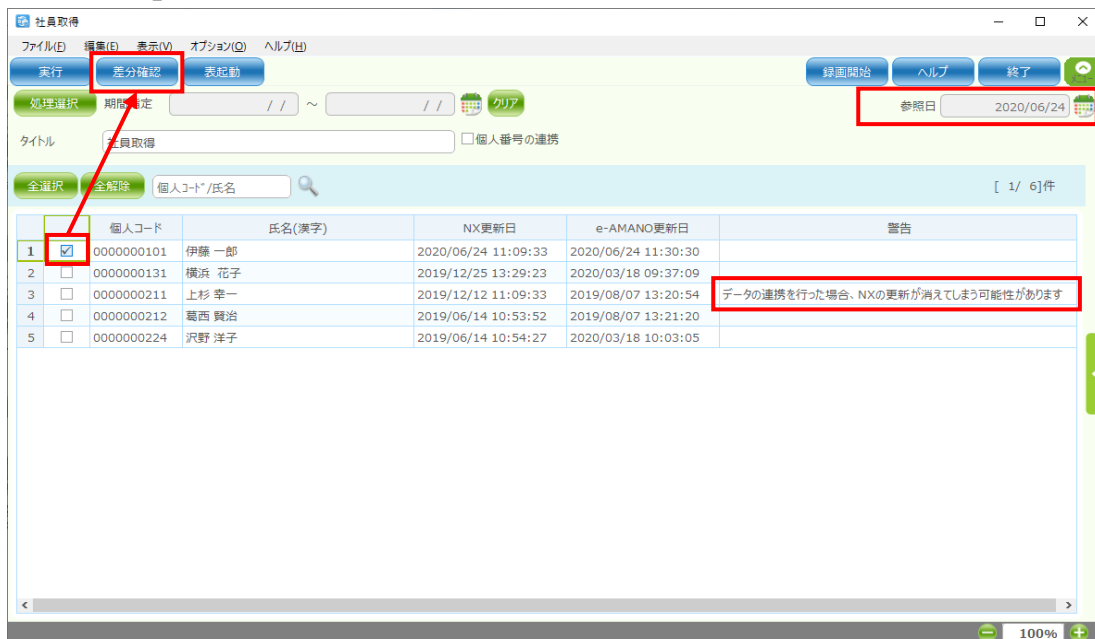 社員取得
ファイル(F) 編集(E) 表示(V) オプション(O) ヘルプ(H)
実行 差分確認 表起動 録画開始 ヘルプ 終了 メニュー
処理選択 期間指定 / / ~ / / クリア 参照日 2020/06/24
タイトル 社員取得 個人番号の連携
全選択 全解除 個人コード/氏名 [ 1/ 6]件
個人コード 氏名(漢字) NX更新日 e-AMANO更新日 警告
1 0000000101 伊藤 一郎 2020/06/24 11:09:33 2020/06/24 11:30:30
2 0000000131 横浜 花子 2019/12/25 13:29:23 2020/03/18 09:37:09
3 0000000211 上杉 幸一 2019/12/12 11:09:33 2019/08/07 13:20:54 データの連携を行った場合、NXの更新が消えてしまう可能性があります
4 0000000212 葛西 賢治 2019/06/14 10:53:52 2019/08/07 13:21:20
5 0000000224 沢野 洋子 2019/06/14 10:54:27 2020/03/18 10:03:05
100%